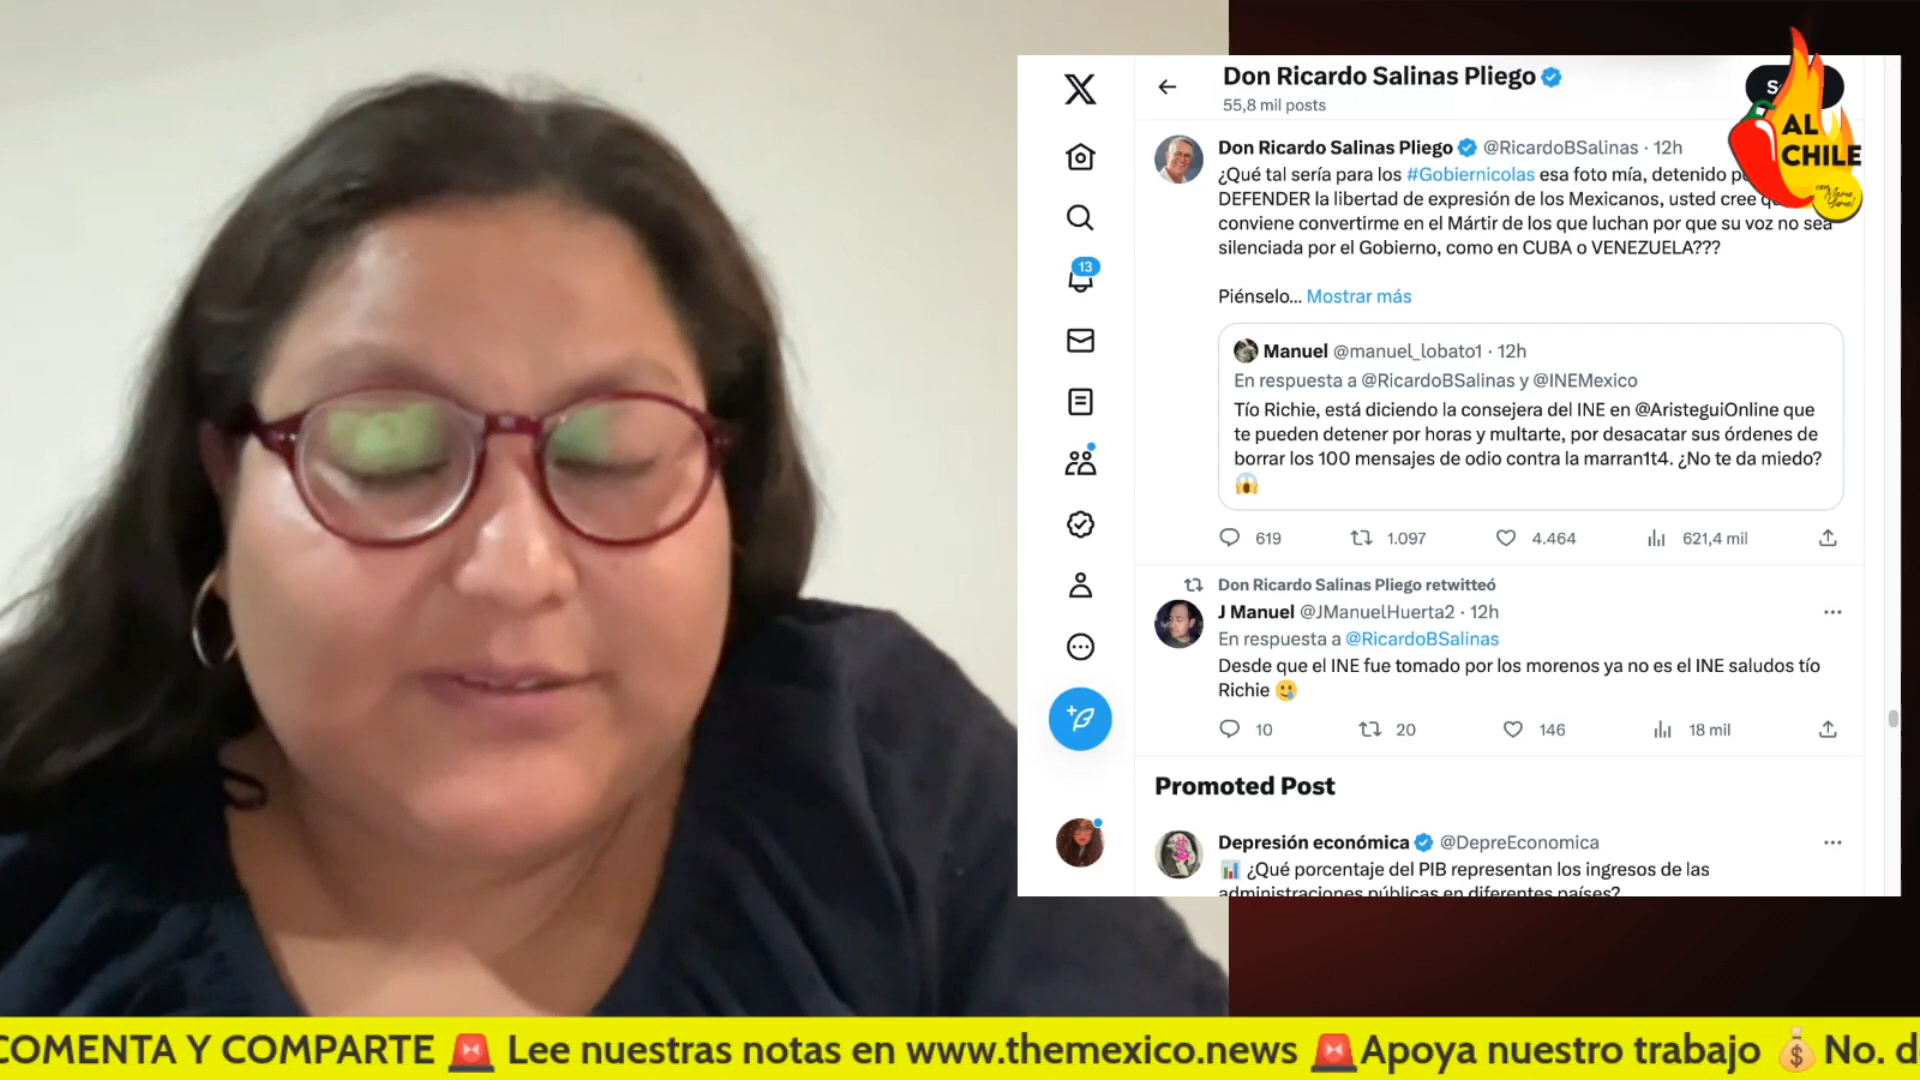 Don Ricardo Salinas Pliego
55,8 mil posts
AL
CHILE
Don Ricardo Salinas Pliego @RicardoBSalinas · 12h
¿Qué tal sería para los #Gobiernicolas esa foto mía, detenido
DEFENDER la libertad de expresión de los Mexicanos, usted cree
conviene convertirme en el Mártir de los que luchan por que su voz no sea
silenciada por el Gobierno, como en CUBA o VENEZUELA???
Piénselo... Mostrar más
13
Manuel @manuel_lobato1 · 12h
En respuesta a @RicardoBSalinas y @INEMexico
Tío Richie, está diciendo la consejera del INE en @AristeguiOnline que
te pueden detener por horas y multarte, por desacatar sus órdenes de
borrar los 100 mensajes de odio contra la marran1t4. ¿No te da miedo?
😱
619 1.097 4.464 621,4 mil
Don Ricardo Salinas Pliego retwitteó
J Manuel @JManuelHuerta2 · 12h
En respuesta a @RicardoBSalinas
Desde que el INE fue tomado por los morenos ya no es el INE saludos tío
Richie 🥲
10 20 146 18 mil
Promoted Post
Depresión económica @DepreEconomica
📊 ¿Qué porcentaje del PIB representan los ingresos de las
administraciones públicas en diferentes países?
COMENTA Y COMPARTE 🚨 Lee nuestras notas en www.themexico.news 🚨Apoya nuestro trabajo 💰No. d